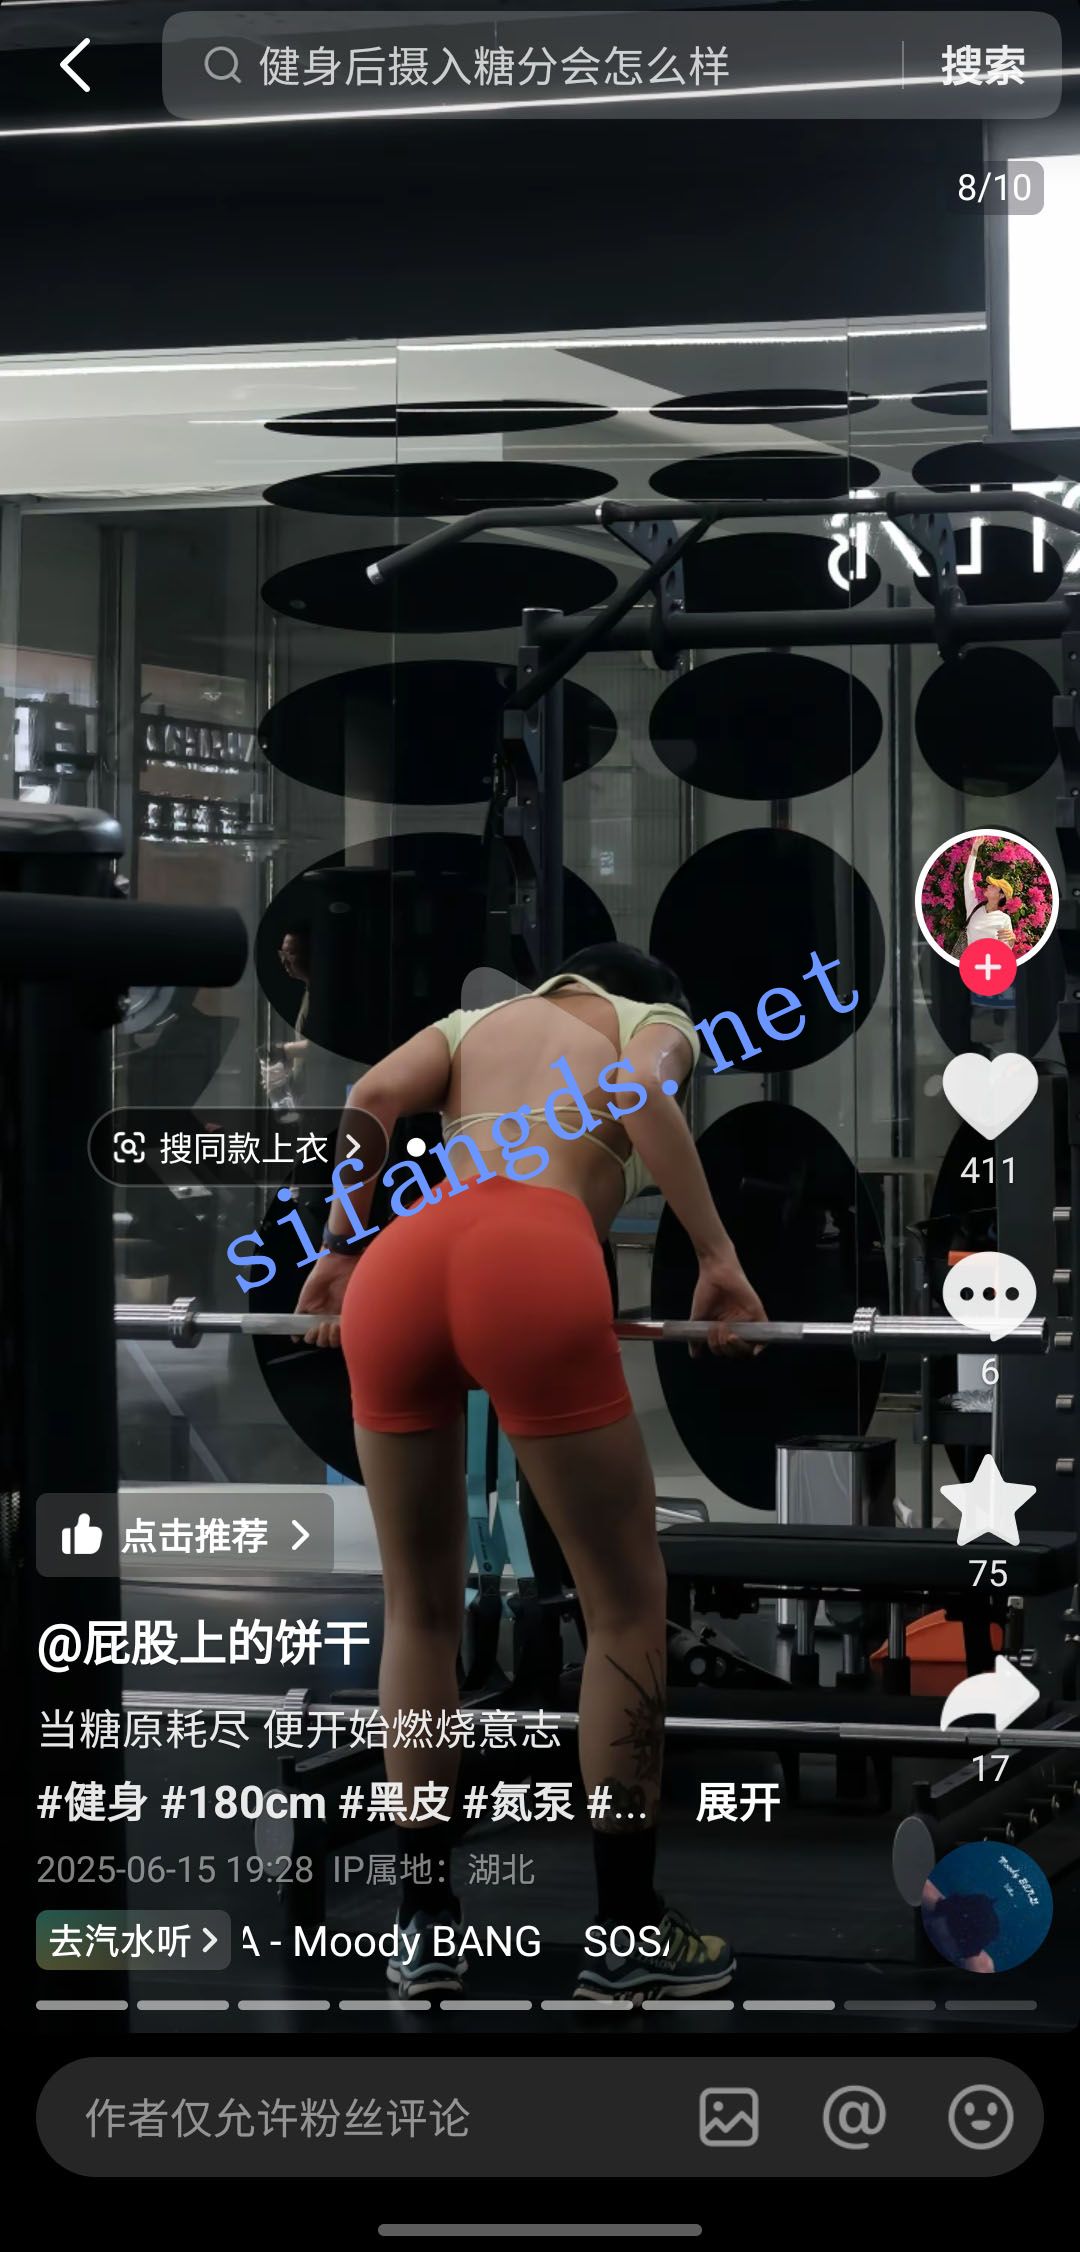 健身后摄入糖分会怎么样
搜索
8/10
sifangds.net
411
搜同款上衣
6
点击推荐
75
@屁股上的饼干
当糖原耗尽 便开始燃烧意志
17
#健身 #180cm #黑皮 #氮泵 #... 展开
2025-06-15 19:28 IP属地：湖北
去汽水听 A - Moody BANG SOSA
作者仅允许粉丝评论